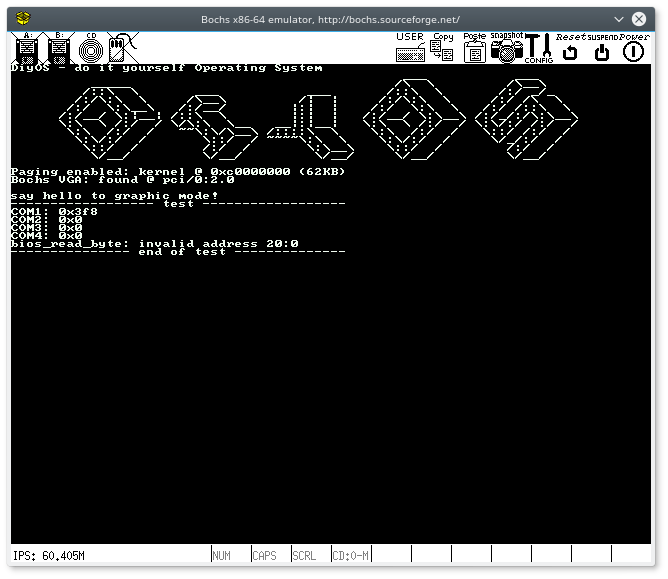 Bochs x86-64 emulator, http://bochs.sourceforge.net/
A: B: CD USER Copy Paste snapshot CONFIG Reset SUSPEND Power
DiyOS - do it yourself Operating System
Paging enabled: kernel @ 0xc0000000 (62KB)
Bochs VGA: found @ pci/0:2.0
say hello to graphic mode!
------------------- test ------------------
COM1: 0x3f8
COM2: 0x0
COM3: 0x0
COM4: 0x0
bios_read_byte: invalid address 20:0
--------------- end of test --------------
IPS: 60.405M NUM CAPS SCRL CD:0-M